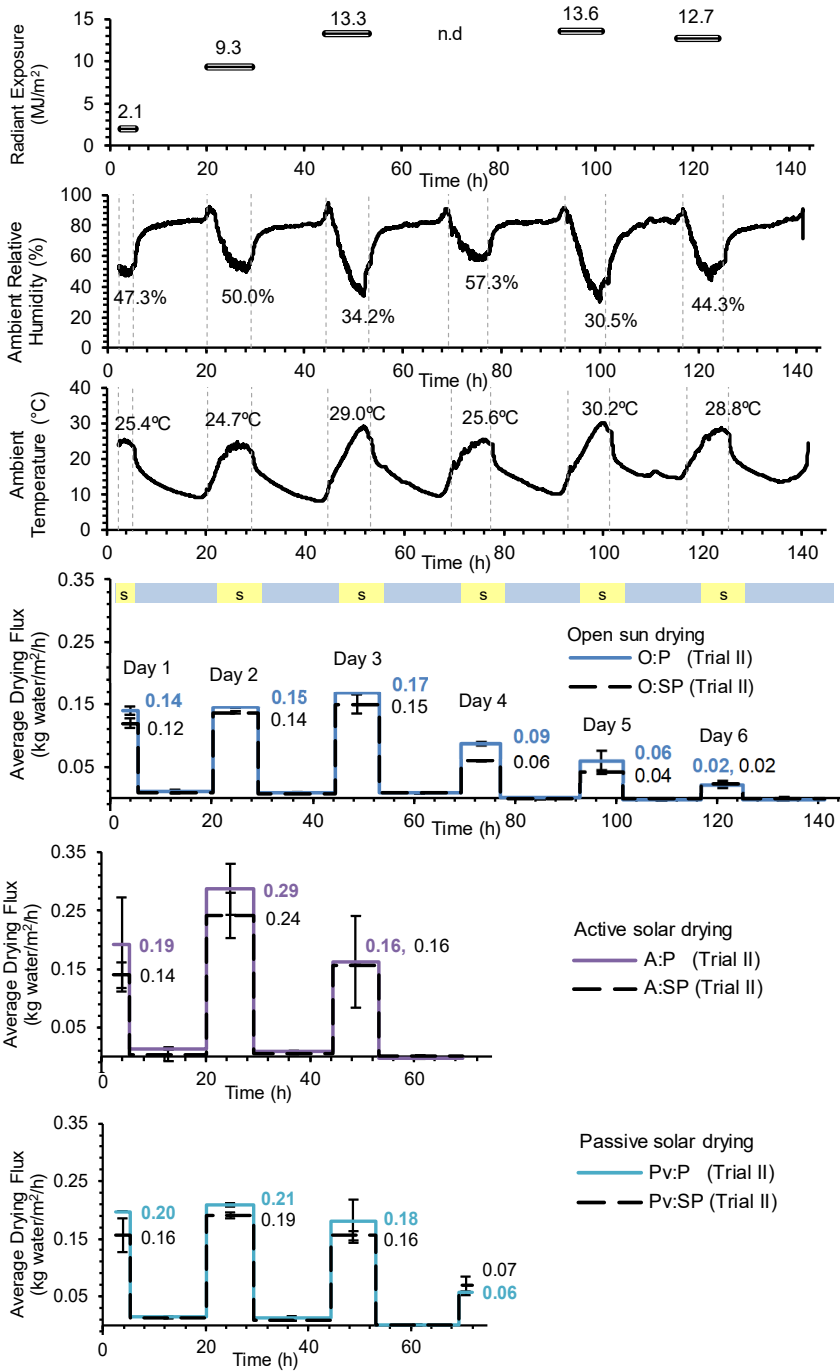 Radiant Exposure
(MJ/m²)
15
10
5
0
2.1
9.3
13.3
n.d
13.6
12.7
0 20 40 60 80 100 120 140
Time (h)
Ambient Relative
Humidity (%)
100
80
60
40
20
0
47.3%
50.0%
34.2%
57.3%
30.5%
44.3%
0 20 40 60 80 100 120 140
Time (h)
Ambient
Temperature (°C)
40
30
20
10
0
25.4ºC
24.7ºC
29.0ºC
25.6ºC
30.2ºC
28.8ºC
0 20 40 60 80 100 120 140
Time (h)
Average Drying Flux
(kg water/m²/h)
0.35
0.25
0.15
0.05
s s s s s s
Open sun drying
O:P (Trial II)
O:SP (Trial II)
Day 1
0.14
0.12
Day 2
0.15
0.14
Day 3
0.17
0.15
Day 4
0.09
0.06
Day 5
0.06
0.04
Day 6
0.02, 0.02
0 20 40 60 80 100 120 140
Time (h)
Average Drying Flux
(kg water/m²/h)
0.35
0.25
0.15
0.05
0.19
0.14
0.29
0.24
0.16, 0.16
Active solar drying
A:P (Trial II)
A:SP (Trial II)
0 20 40 60
Time (h)
Average Drying Flux
(kg water/m²/h)
0.35
0.25
0.15
0.05
0.20
0.16
0.21
0.19
0.18
0.16
0.07
0.06
Passive solar drying
Pv:P (Trial II)
Pv:SP (Trial II)
0 20 40 60
Time (h)